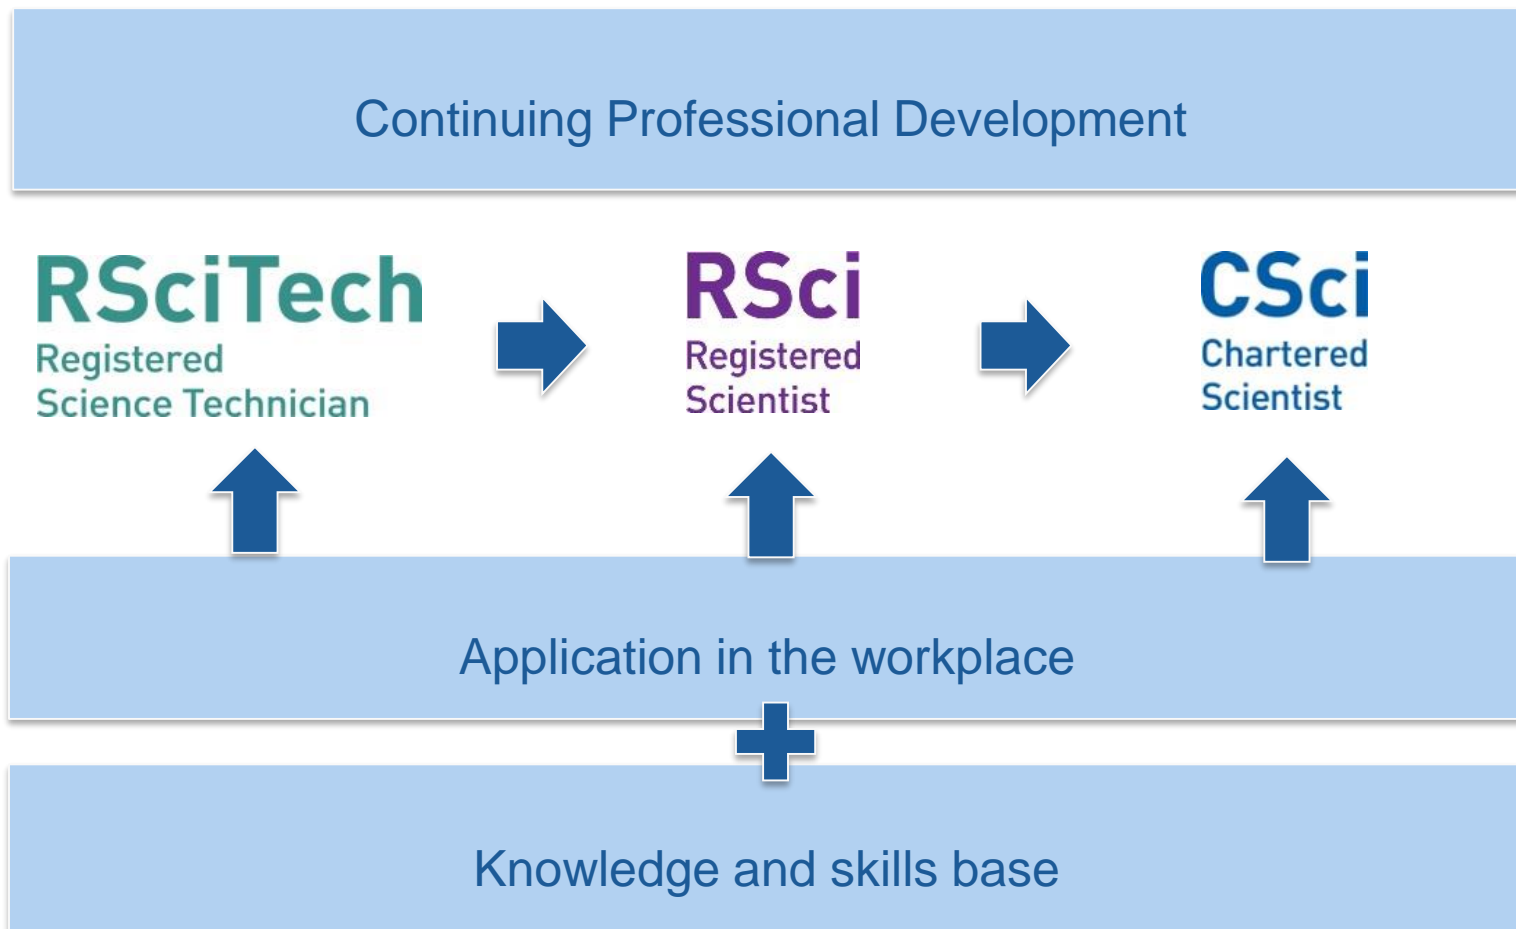 Continuing Professional Development
RSciTech
Registered
Science Technician
RSci
Registered
Scientist
CSci
Chartered
Scientist
Application in the workplace
Knowledge and skills base